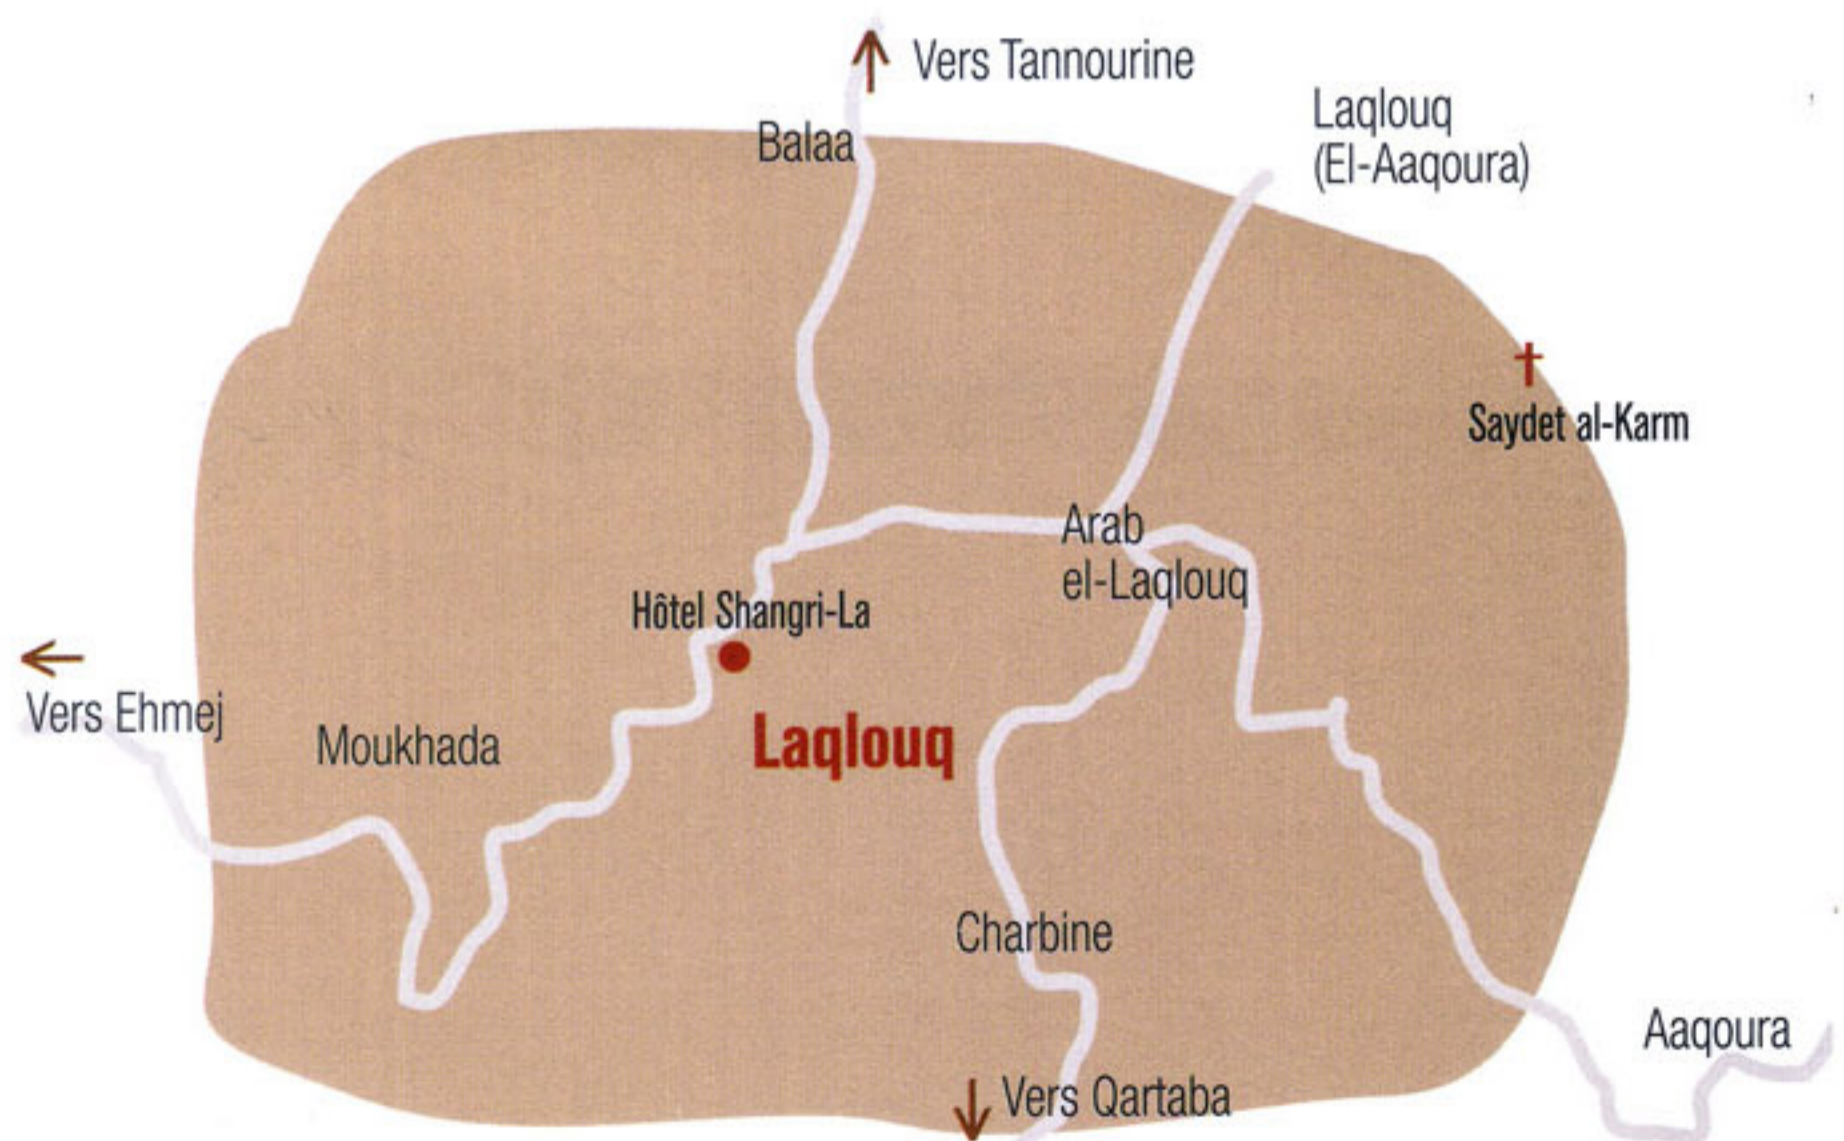 Vers Tannourine
Laqlouq
(El-Aaqoura)
Balaa
Saydet al-Karm
Arab
el-Laqlouq
Hôtel Shangri-La
Vers Ehmej
Moukhada
Laqlouq
Charbine
Aaqoura
Vers Qartaba